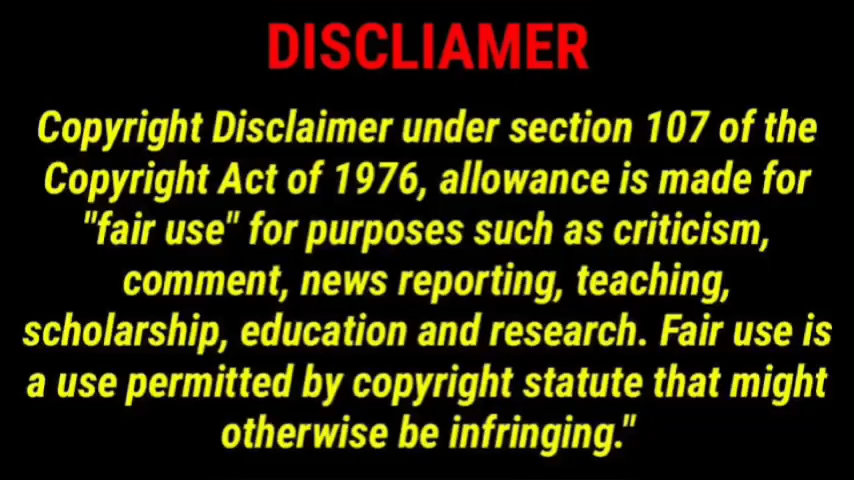 DISCLIAMER
Copyright Disclaimer under section 107 of the
Copyright Act of 1976, allowance is made for
"fair use" for purposes such as criticism,
comment, news reporting, teaching,
scholarship, education and research. Fair use is
a use permitted by copyright statute that might
otherwise be infringing."